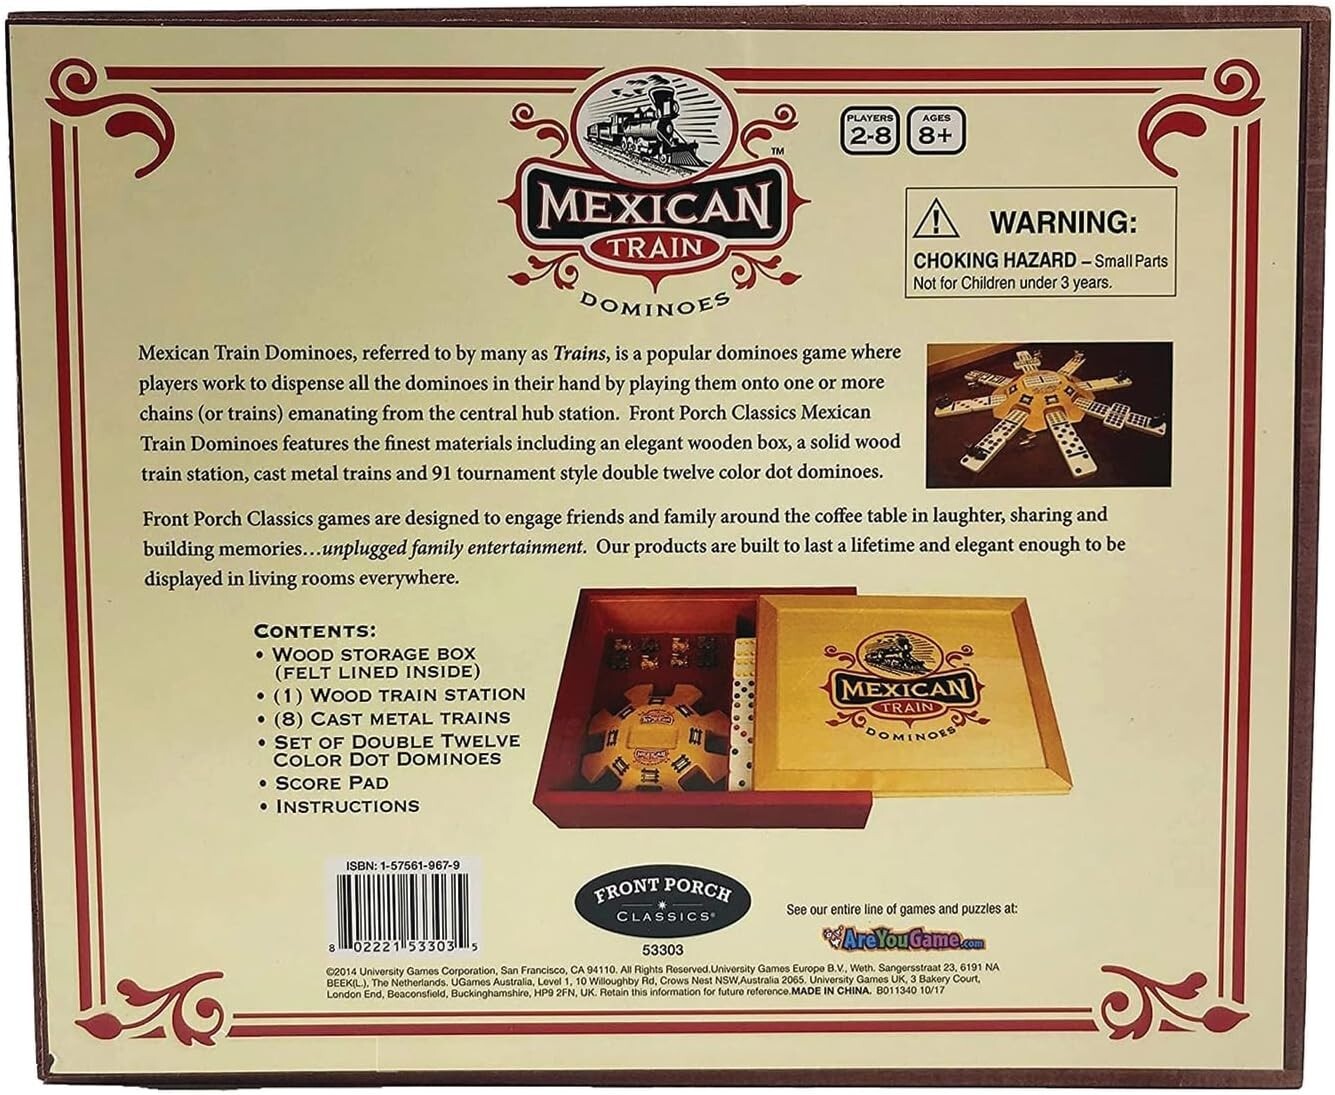 MEXICAN
TRAIN
DOMINOES
TM
PLAYERS
2-8
AGES
8+
WARNING:
CHOKING HAZARD – Small Parts
Not for Children under 3 years.
Mexican Train Dominoes, referred to by many as Trains, is a popular dominoes game where
players work to dispense all the dominoes in their hand by playing them onto one or more
chains (or trains) emanating from the central hub station. Front Porch Classics Mexican
Train Dominoes features the finest materials including an elegant wooden box, a solid wood
train station, cast metal trains and 91 tournament style double twelve color dot dominoes.
Front Porch Classics games are designed to engage friends and family around the coffee table in laughter, sharing and
building memories...unplugged family entertainment. Our products are built to last a lifetime and elegant enough to be
displayed in living rooms everywhere.
CONTENTS:
• WOOD STORAGE BOX
(FELT LINED INSIDE)
• (1) WOOD TRAIN STATION
• (8) CAST METAL TRAINS
• SET OF DOUBLE TWELVE
COLOR DOT DOMINOES
• SCORE PAD
• INSTRUCTIONS
MEXICAN
TRAIN
DOMINOES
ISBN: 1-57561-967-9
8 02221 53303 5
FRONT PORCH
CLASSICS®
53303
See our entire line of games and puzzles at:
AreYouGame.com
©2014 University Games Corporation, San Francisco, CA 94110. All Rights Reserved.University Games Europe B.V., Weth. Sangersstraat 23, 6191 NA
BEEK(L.), The Netherlands. UGames Australia, Level 1, 10 Willoughby Rd, Crows Nest NSW,Australia 2065. University Games UK, 3 Bakery Court,
London End, Beaconsfield, Buckinghamshire, HP9 2FN, UK. Retain this information for future reference.MADE IN CHINA. B011340 10/17